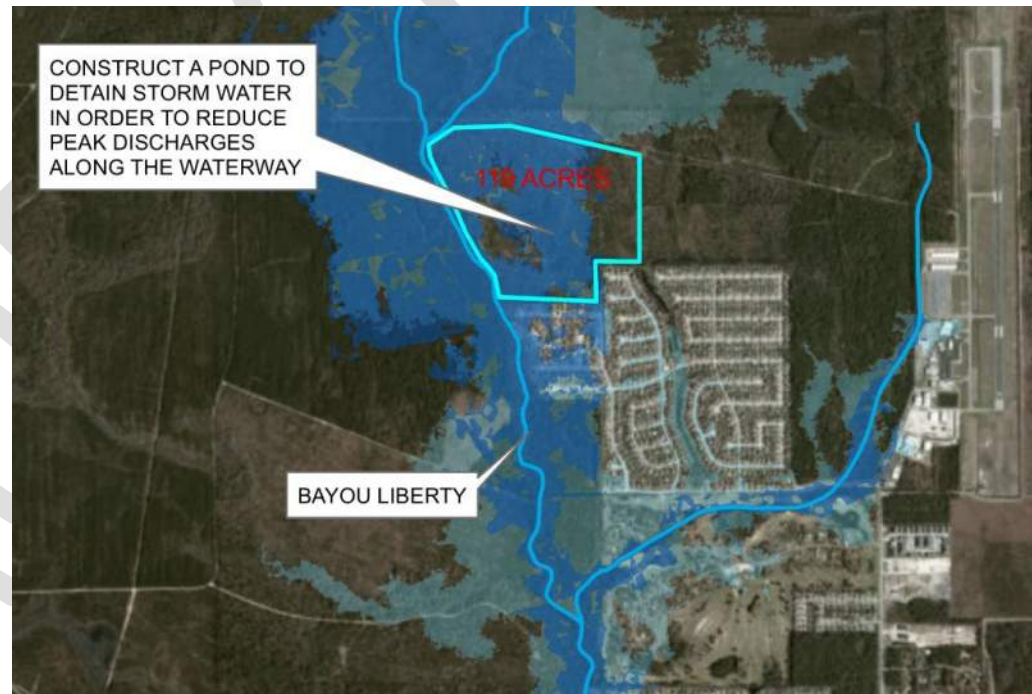 CONSTRUCT A POND TO
DETAIN STORM WATER
IN ORDER TO REDUCE
PEAK DISCHARGES
ALONG THE WATERWAY
ACRES
BAYOU LIBERTY